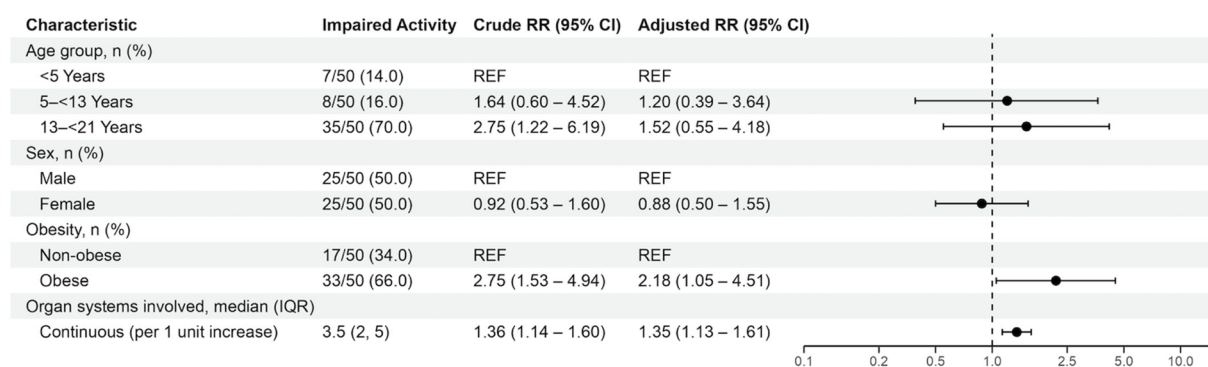 Characteristic Impaired Activity Crude RR (95% CI) Adjusted RR (95% CI)
Age group, n (%)
<5 Years 7/50 (14.0) REF REF
5–<13 Years 8/50 (16.0) 1.64 (0.60 – 4.52) 1.20 (0.39 – 3.64)
13–<21 Years 35/50 (70.0) 2.75 (1.22 – 6.19) 1.52 (0.55 – 4.18)
Sex, n (%)
Male 25/50 (50.0) REF REF
Female 25/50 (50.0) 0.92 (0.53 – 1.60) 0.88 (0.50 – 1.55)
Obesity, n (%)
Non-obese 17/50 (34.0) REF REF
Obese 33/50 (66.0) 2.75 (1.53 – 4.94) 2.18 (1.05 – 4.51)
Organ systems involved, median (IQR)
Continuous (per 1 unit increase) 3.5 (2, 5) 1.36 (1.14 – 1.60) 1.35 (1.13 – 1.61)
0.1 0.2 0.5 1.0 2.5 5.0 10.0